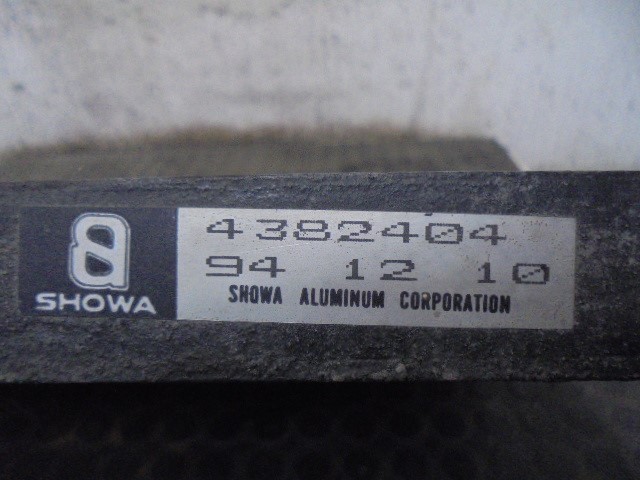 4382404
94 12 10
SHOWA ALUMINUM CORPORATION
SHOWA